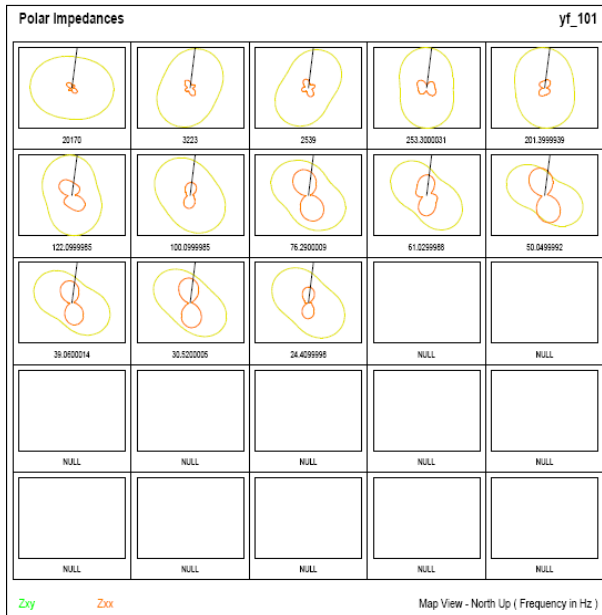 Polar Impedances yf_101
20170 3223 2539 253.3000031 201.3999939
122.0999985 100.0999985 76.2900009 61.0299988 50.0499992
39.0600014 30.5200005 24.4099998 NULL NULL
NULL NULL NULL NULL NULL
NULL NULL NULL NULL NULL
Zxy Zxx Map View - North Up ( Frequency in Hz )